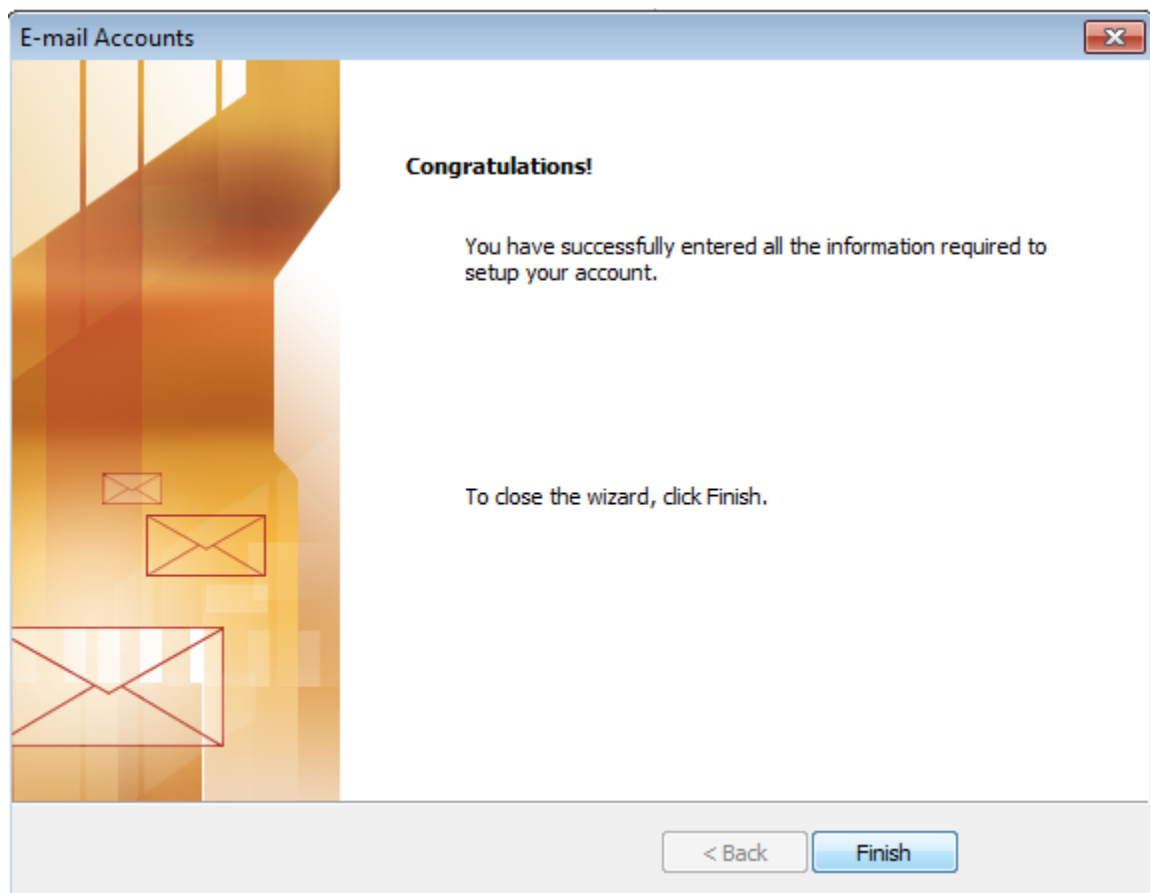 E-mail Accounts
Congratulations!
You have successfully entered all the information required to
setup your account.
To close the wizard, click Finish.
< Back
Finish